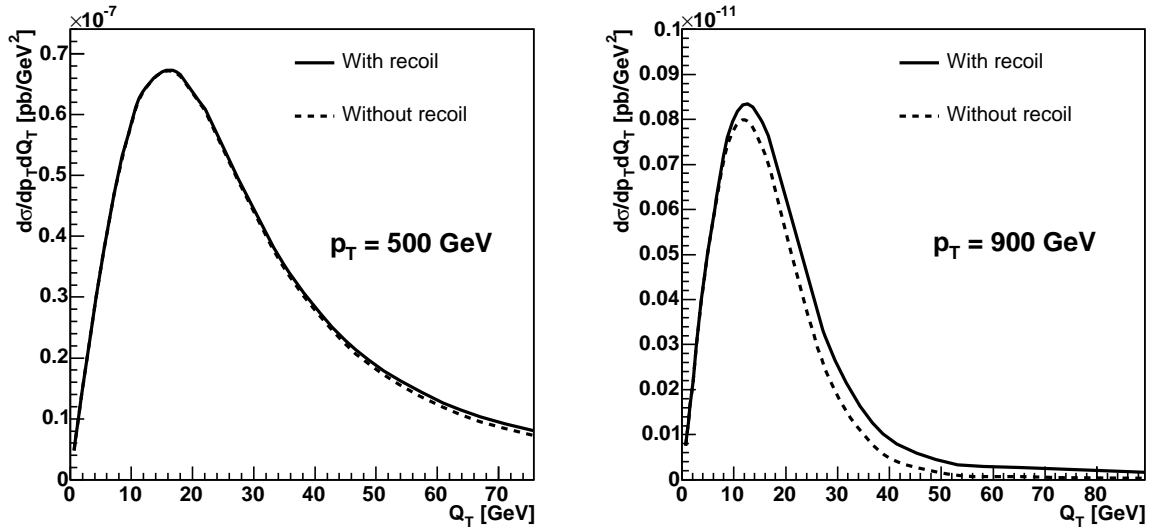 ×10⁻⁷
dσ/dp_T dQ_T [pb/GeV²]
0.7
0.6
0.5
0.4
0.3
0.2
0.1
0
With recoil
Without recoil
p_T = 500 GeV
0 10 20 30 40 50 60 70
Q_T [GeV]
×10⁻¹¹
dσ/dp_T dQ_T [pb/GeV²]
0.1
0.09
0.08
0.07
0.06
0.05
0.04
0.03
0.02
0.01
0
With recoil
Without recoil
p_T = 900 GeV
0 10 20 30 40 50 60 70 80
Q_T [GeV]